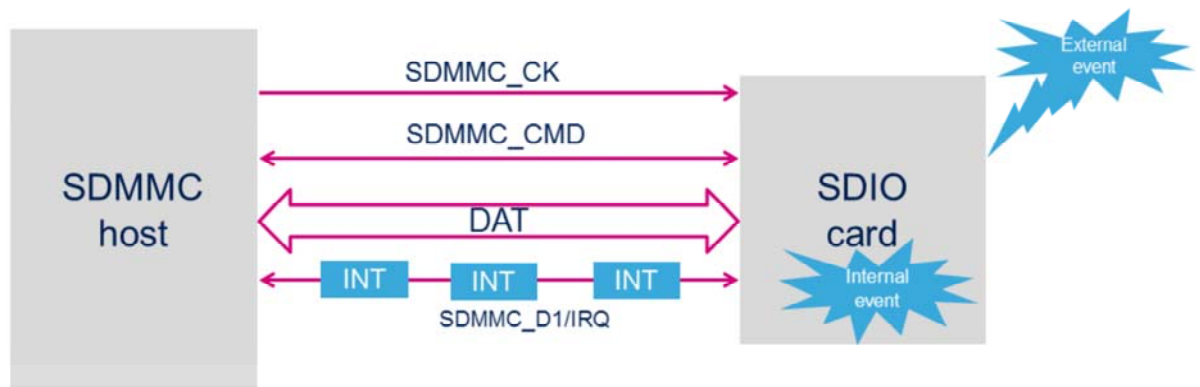 External
event
SDMMC_CK
SDMMC_CMD
SDMMC
host
DAT
SDIO
card
INT
INT
INT
SDMMC_D1/IRQ
Internal
event